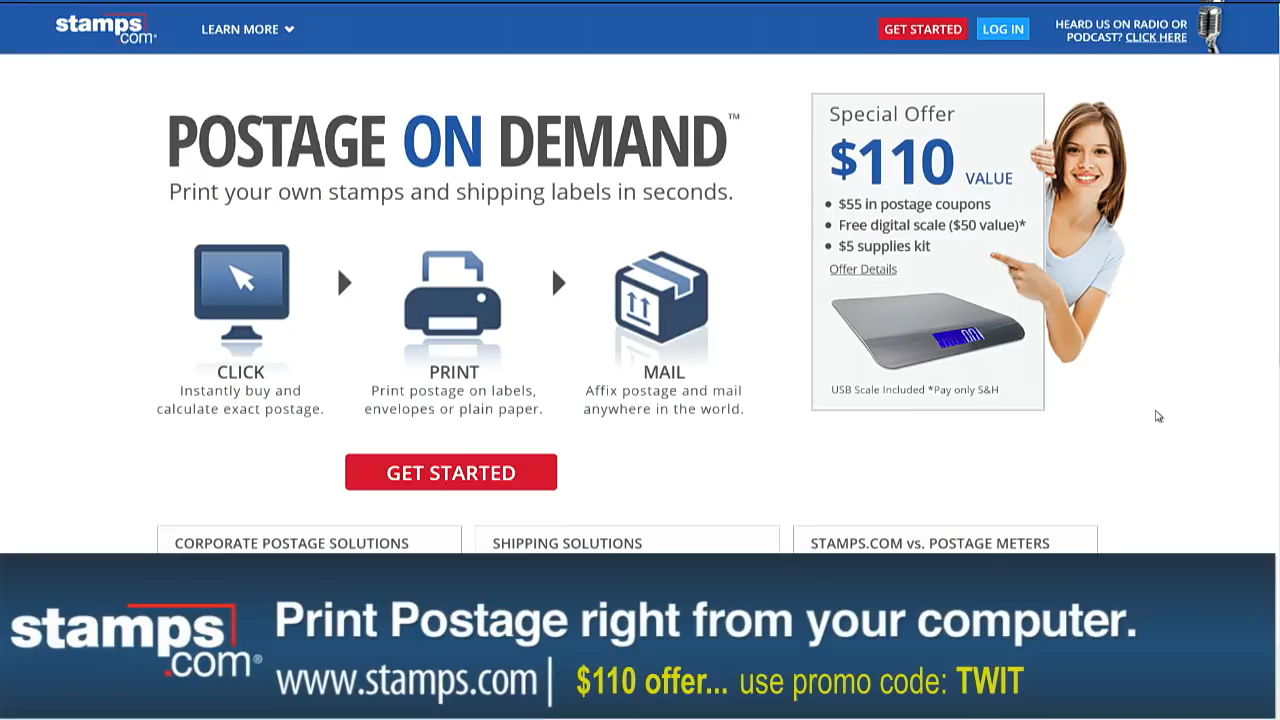 stamps
.com
LEARN MORE
GET STARTED
LOG IN
HEARD US ON RADIO OR
PODCAST? CLICK HERE
POSTAGE ON DEMAND™
Print your own stamps and shipping labels in seconds.
CLICK
Instantly buy and
calculate exact postage.
PRINT
Print postage on labels,
envelopes or plain paper.
MAIL
Affix postage and mail
anywhere in the world.
GET STARTED
Special Offer
$110 VALUE
• $55 in postage coupons
• Free digital scale ($50 value)*
• $5 supplies kit
Offer Details
USB Scale Included *Pay only S&H
CORPORATE POSTAGE SOLUTIONS
SHIPPING SOLUTIONS
STAMPS.COM vs. POSTAGE METERS
stamps
.com®
Print Postage right from your computer.
www.stamps.com | $110 offer... use promo code: TWIT